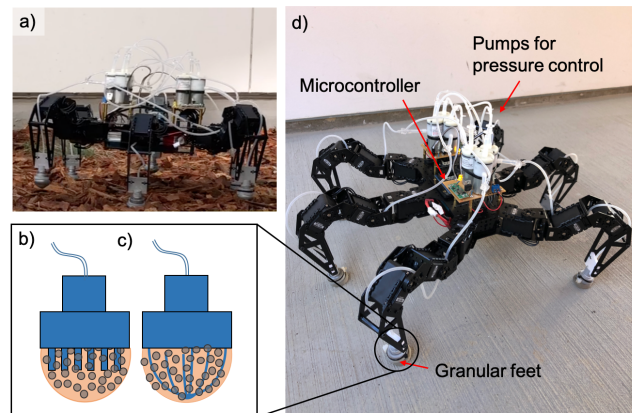 a)
d)
Pumps for
pressure control
Microcontroller
b)
c)
Granular feet